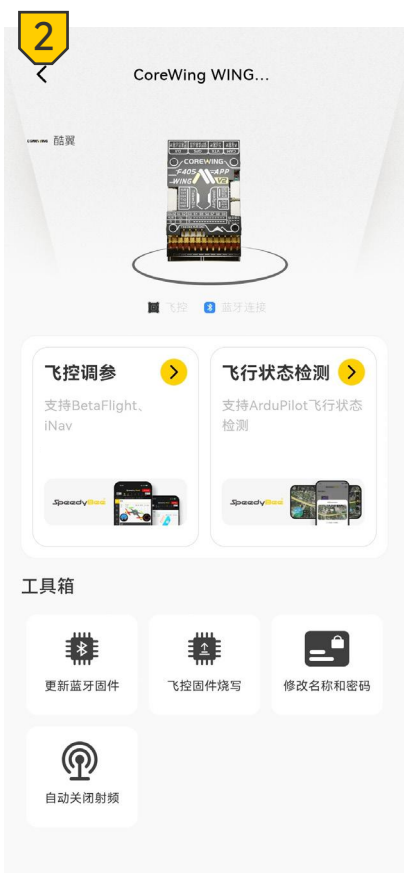 2
CoreWing WING...
酷翼
COREWING
F405 APP
WING V2
飞控 蓝牙连接
飞控调参
支持BetaFlight、
iNav
SpeedyBee
飞行状态检测
支持ArduPilot飞行状态
检测
SpeedyBee
工具箱
更新蓝牙固件
飞控固件烧写
修改名称和密码
自动关闭射频